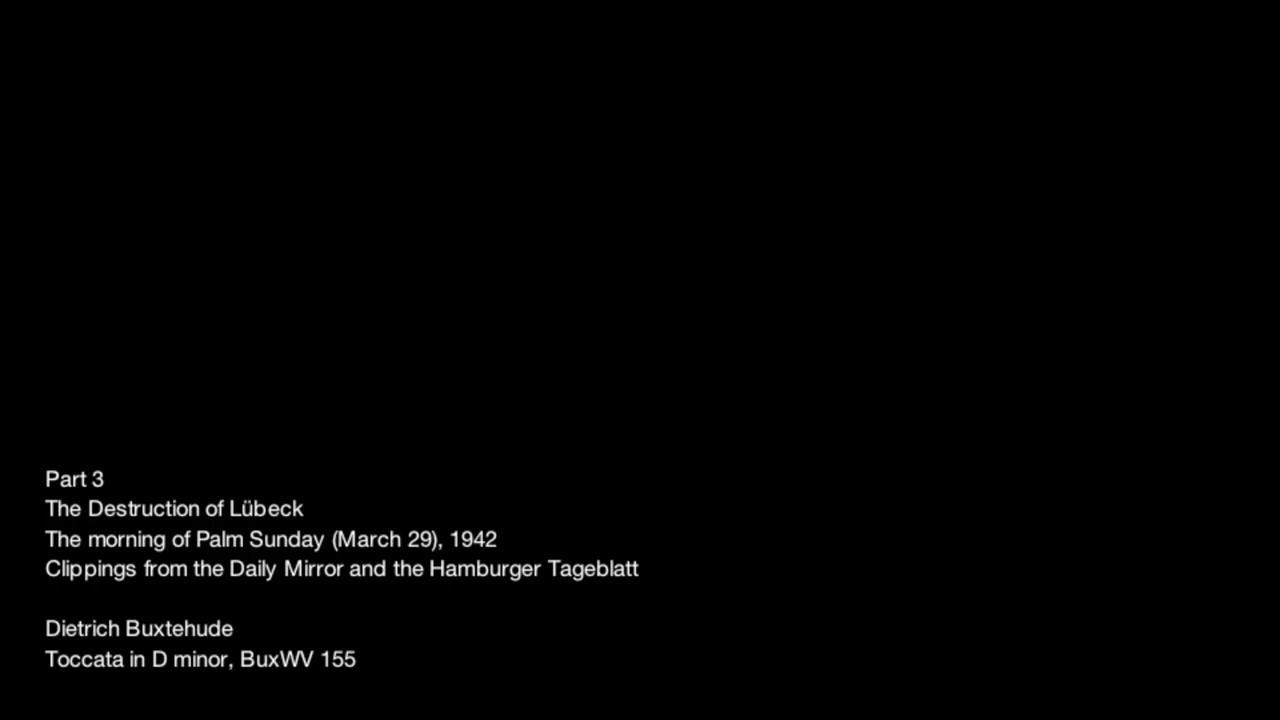 Part 3
The Destruction of Lübeck
The morning of Palm Sunday (March 29), 1942
Clippings from the Daily Mirror and the Hamburger Tageblatt
Dietrich Buxtehude
Toccata in D minor, BuxWV 155